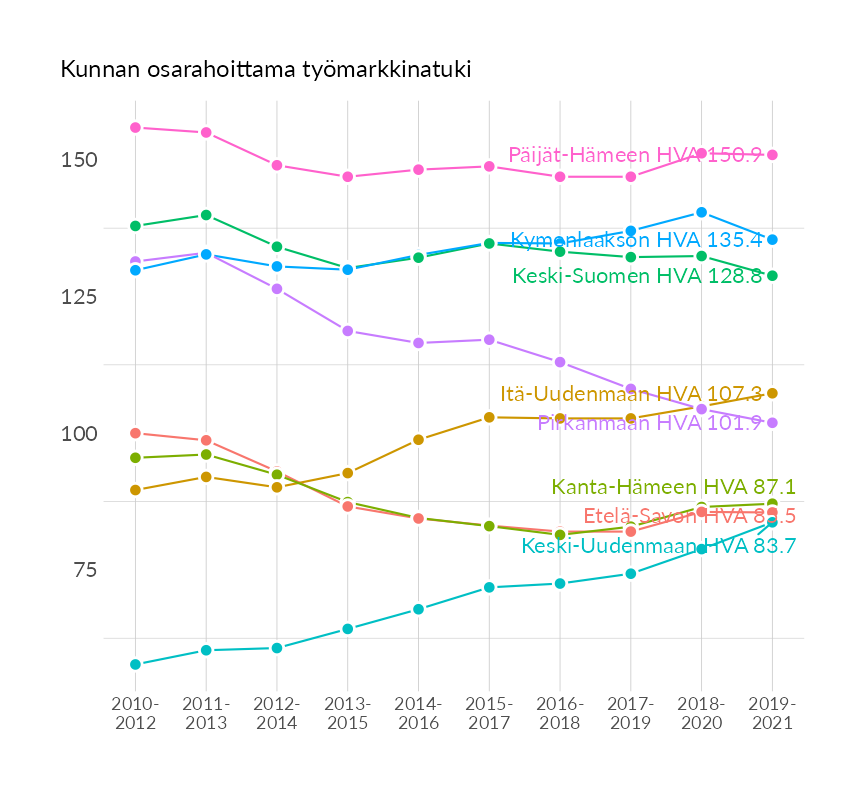 Kunnan osarahoittama työmarkkinatuki
150
125
100
75
Päijät-Hämeen HVA 150.9
Kymenlaakson HVA 135.4
Keski-Suomen HVA 128.8
Itä-Uudenmaan HVA 107.3
Pirkanmaan HVA 101.9
Kanta-Hämeen HVA 87.1
Etelä-Savon HVA 85.5
Keski-Uudenmaan HVA 83.7
2010-
2012
2011-
2013
2012-
2014
2013-
2015
2014-
2016
2015-
2017
2016-
2018
2017-
2019
2018-
2020
2019-
2021